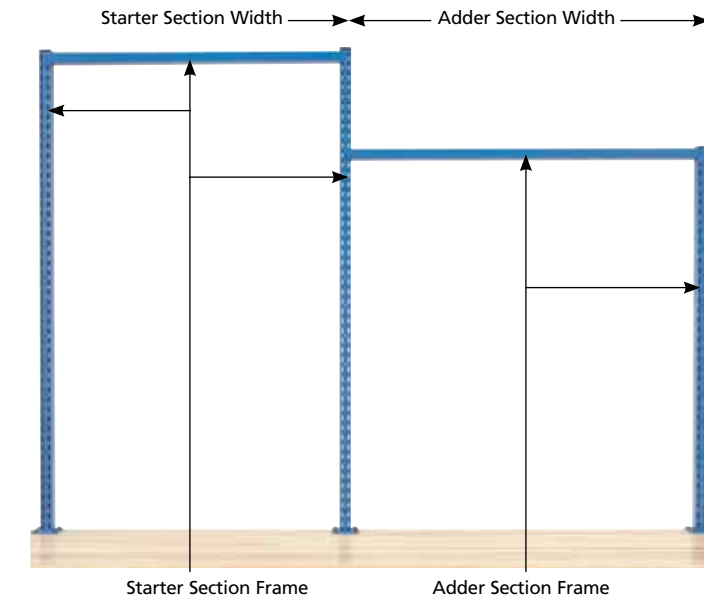 Starter Section Width
Adder Section Width
Starter Section Frame
Adder Section Frame